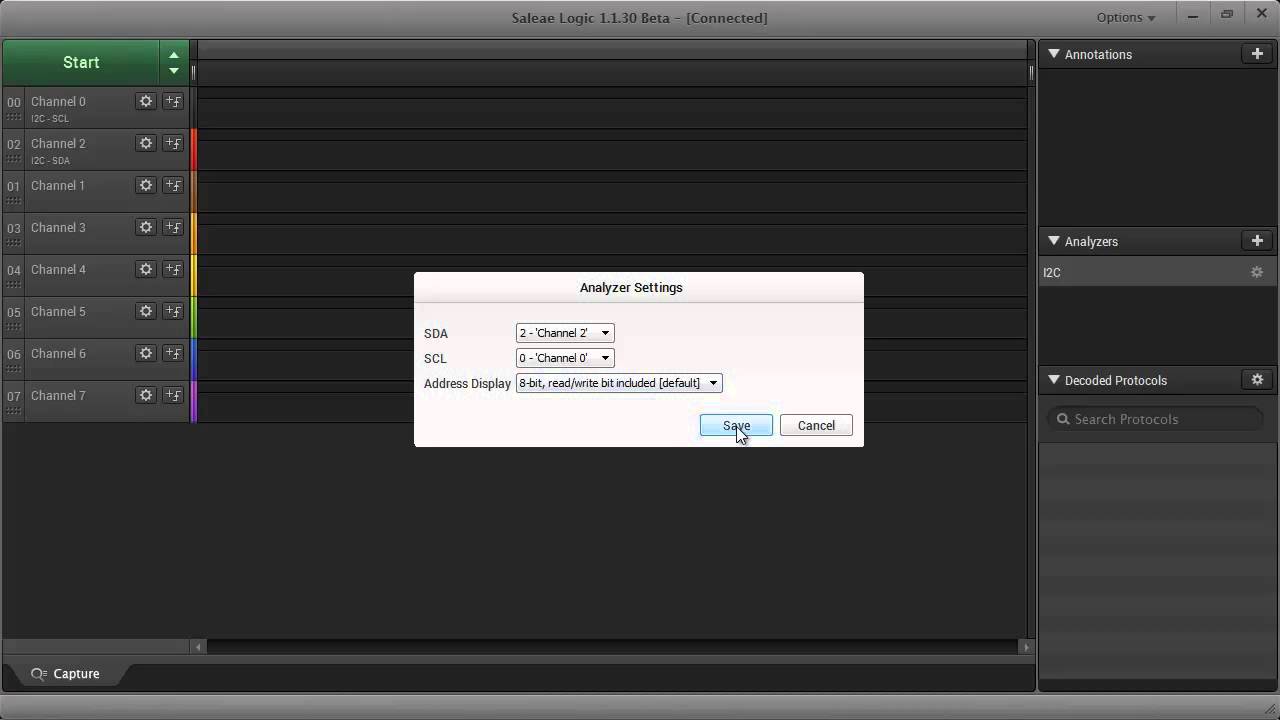 Saleae Logic 1.1.30 Beta - [Connected]
Options
Start
00 Channel 0
I2C - SCL
02 Channel 2
I2C - SDA
01 Channel 1
03 Channel 3
04 Channel 4
05 Channel 5
06 Channel 6
07 Channel 7
Analyzer Settings
SDA 2 - 'Channel 2'
SCL 0 - 'Channel 0'
Address Display 8-bit, read/write bit included [default]
Save Cancel
Annotations
Analyzers
I2C
Decoded Protocols
Search Protocols
Capture